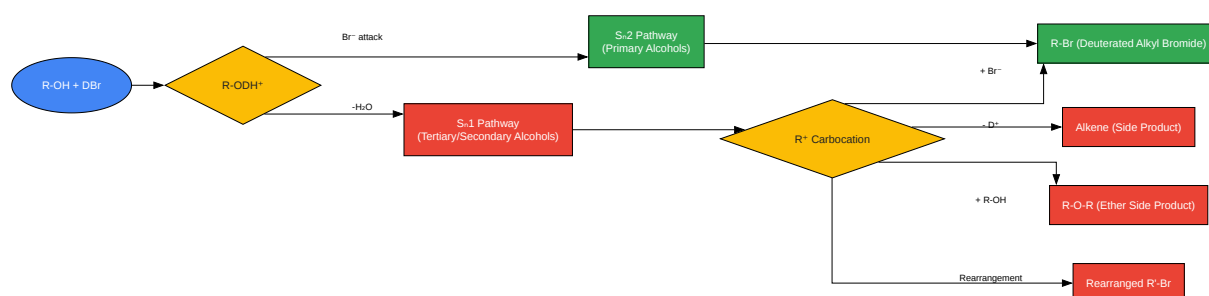 Br⁻ attack
Sₙ2 Pathway
(Primary Alcohols)
R-Br (Deuterated Alkyl Bromide)
R-OH + DBr
R-ODH⁺
+ Br⁻
-H₂O
Sₙ1 Pathway
(Tertiary/Secondary Alcohols)
R⁺ Carbocation
- D⁺
Alkene (Side Product)
+ R-OH
R-O-R (Ether Side Product)
Rearrangement
Rearranged R'-Br